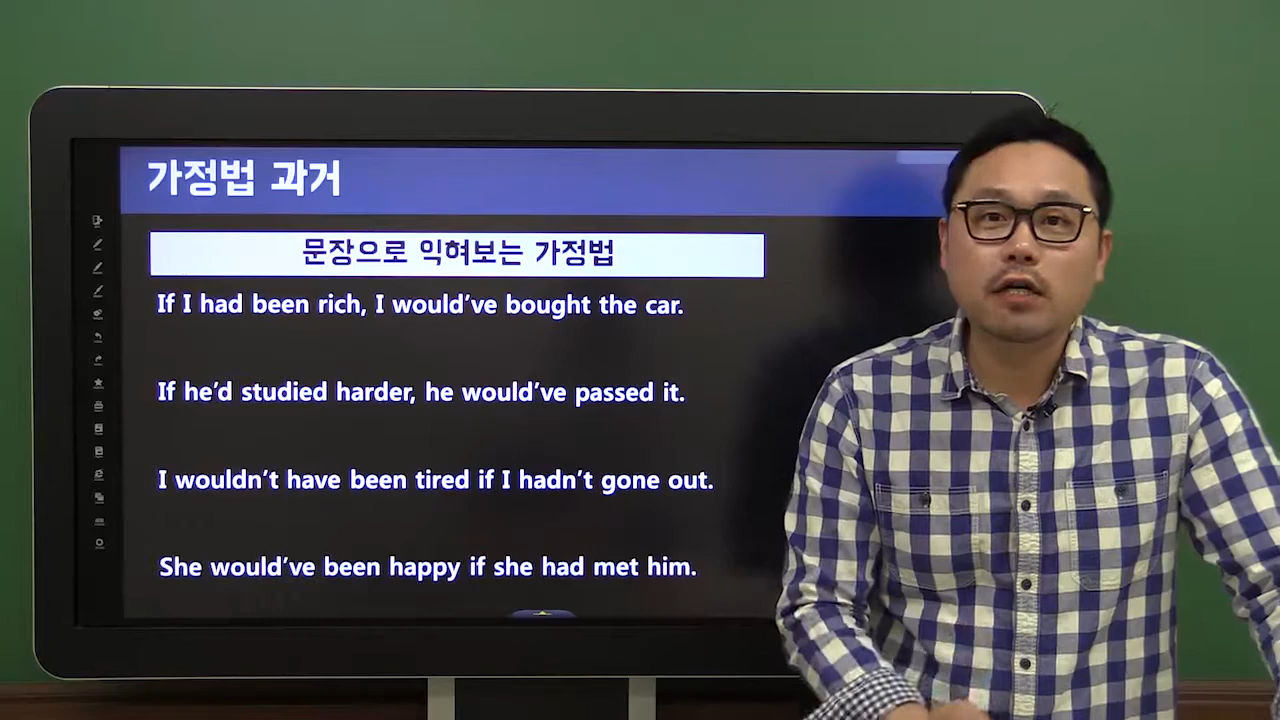 가정법 과거
문장으로 익혀보는 가정법
If I had been rich, I would’ve bought the car.
If he’d studied harder, he would’ve passed it.
I wouldn’t have been tired if I hadn’t gone out.
She would’ve been happy if she had met him.